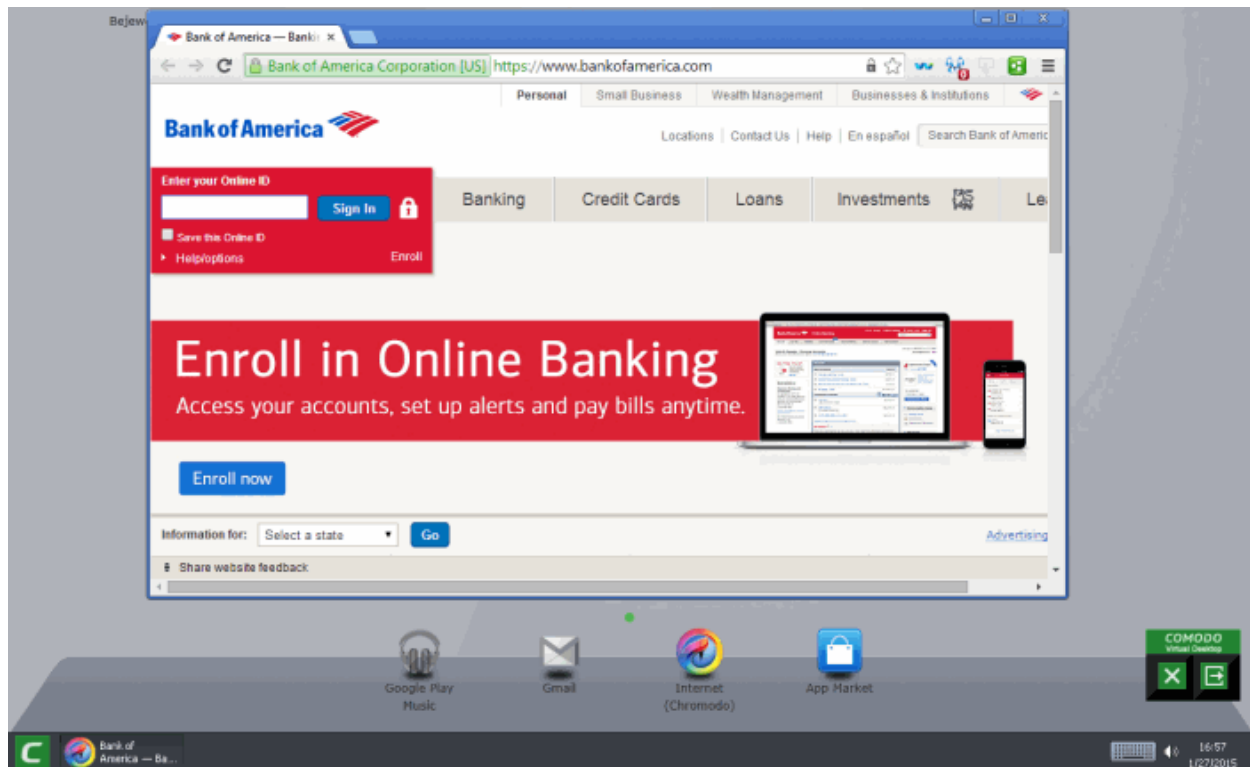 Bejew
Bank of America — Banki
Bank of America Corporation [US] https://www.bankofamerica.com
Personal Small Business Wealth Management Businesses & Institutions
Bank of America
Locations Contact Us Help En español Search Bank of Americ
Enter your Online ID
Sign In
Banking Credit Cards Loans Investments Le
Save this Online ID
Help/options Enroll
Enroll in Online Banking
Access your accounts, set up alerts and pay bills anytime.
Enroll now
Information for: Select a state Go Advertising
Share website feedback
COMODO
Virtual Desktop
Google Play Music
Gmail
Internet (Chromodo)
App Market
Bank of
America — Ba...
16:57
1/27/2015